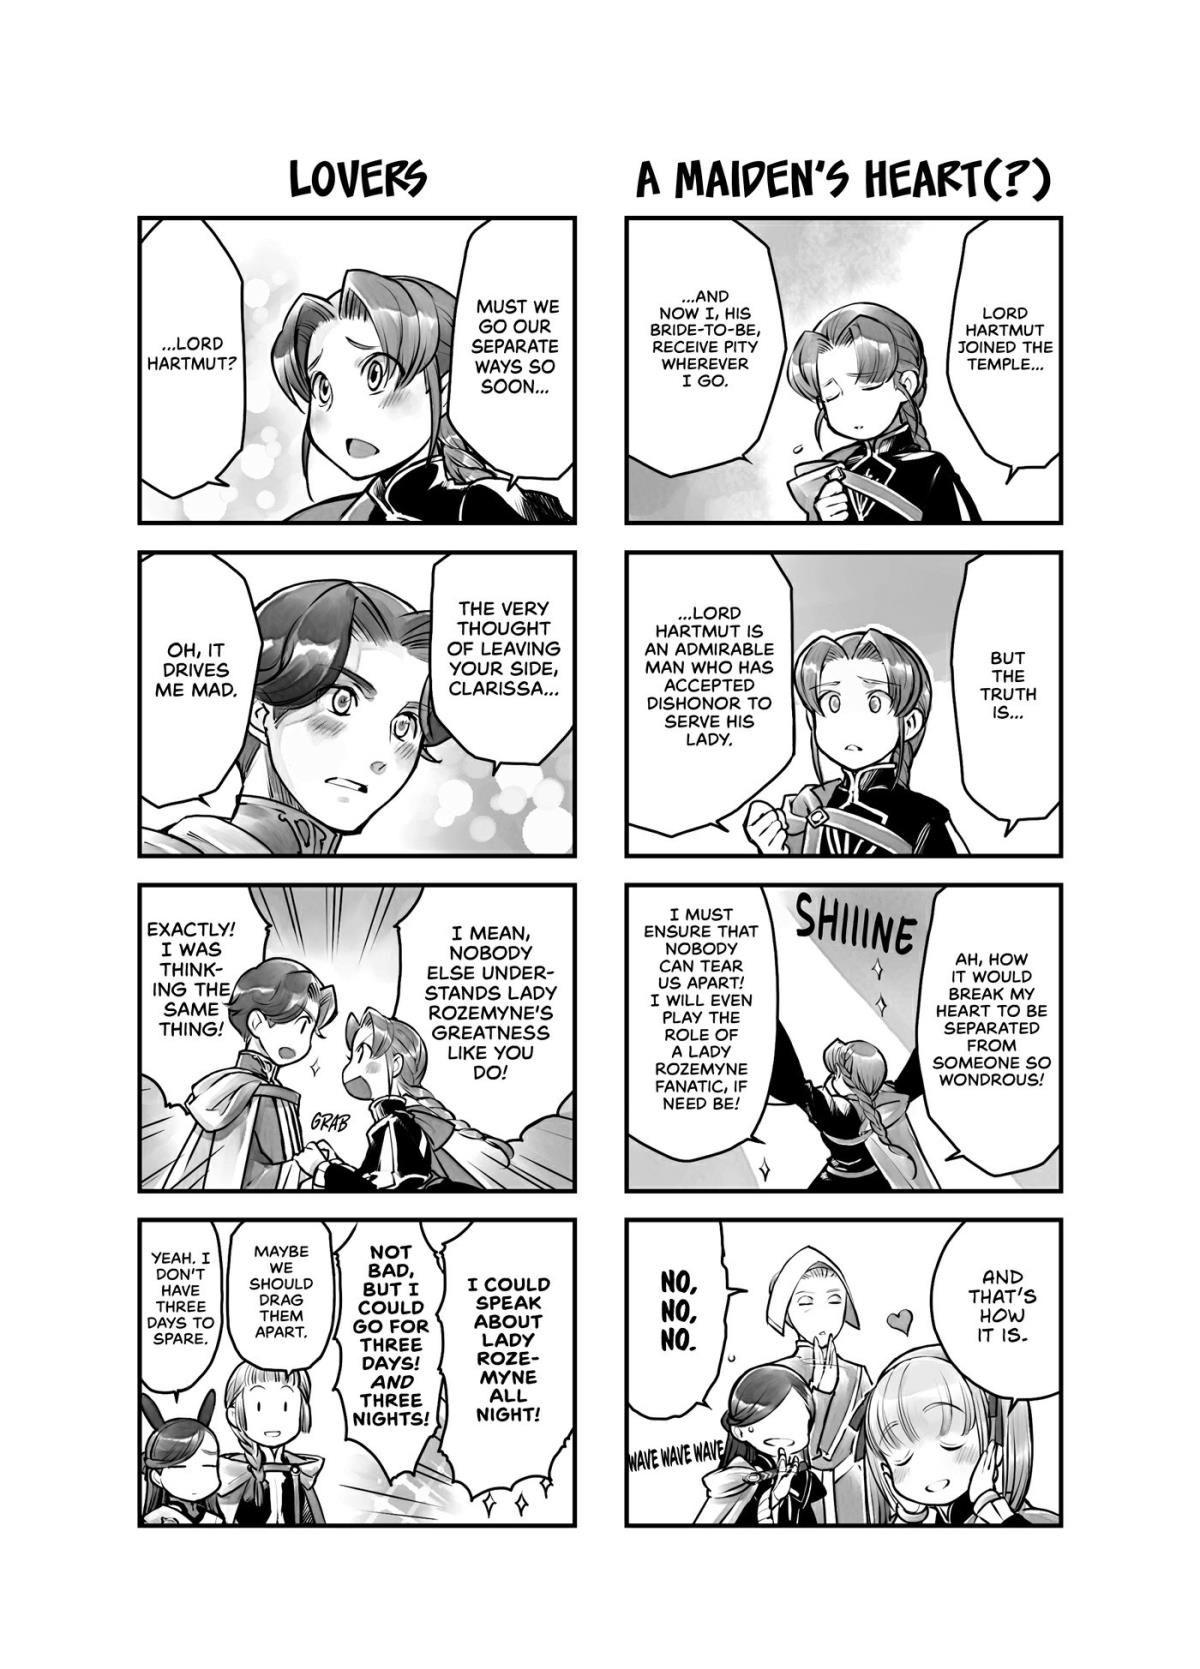 A MAIDEN'S HEART(?)
LORD
HARTMUT
JOINED THE
TEMPLE...
...AND
NOW I, HIS
BRIDE-TO-BE,
RECEIVE PITY
WHEREVER
I GO.
BUT
THE
TRUTH
IS...
...LORD
HARTMUT IS
AN ADMIRABLE
MAN WHO HAS
ACCEPTED
DISHONOR TO
SERVE HIS
LADY.
AH, HOW
IT WOULD
BREAK MY
HEART TO BE
SEPARATED
FROM
SOMEONE SO
WONDROUS!
SHIIINE
I MUST
ENSURE THAT
NOBODY
CAN TEAR
US APART!
I WILL EVEN
PLAY THE
ROLE OF
A LADY
ROZEMYNE
FANATIC, IF
NEED BE!
AND
THAT'S
HOW
IT IS.
NO,
NO,
NO.
WAVE WAVE WAVE
LOVERS
MUST WE
GO OUR
SEPARATE
WAYS SO
SOON...
...LORD
HARTMUT?
THE VERY
THOUGHT
OF LEAVING
YOUR SIDE,
CLARISSA...
OH, IT
DRIVES
ME MAD.
I MEAN,
NOBODY
ELSE UNDER-
STANDS LADY
ROZEMYNE'S
GREATNESS
LIKE YOU
DO!
EXACTLY!
I WAS
THINK-
ING THE
SAME
THING!
GRAB
I COULD
SPEAK
ABOUT
LADY
ROZE-
MYNE
ALL
NIGHT!
NOT
BAD,
BUT I
COULD
GO FOR
THREE
DAYS!
AND
THREE
NIGHTS!
MAYBE
WE
SHOULD
DRAG
THEM
APART.
YEAH. I
DON'T
HAVE
THREE
DAYS TO
SPARE.